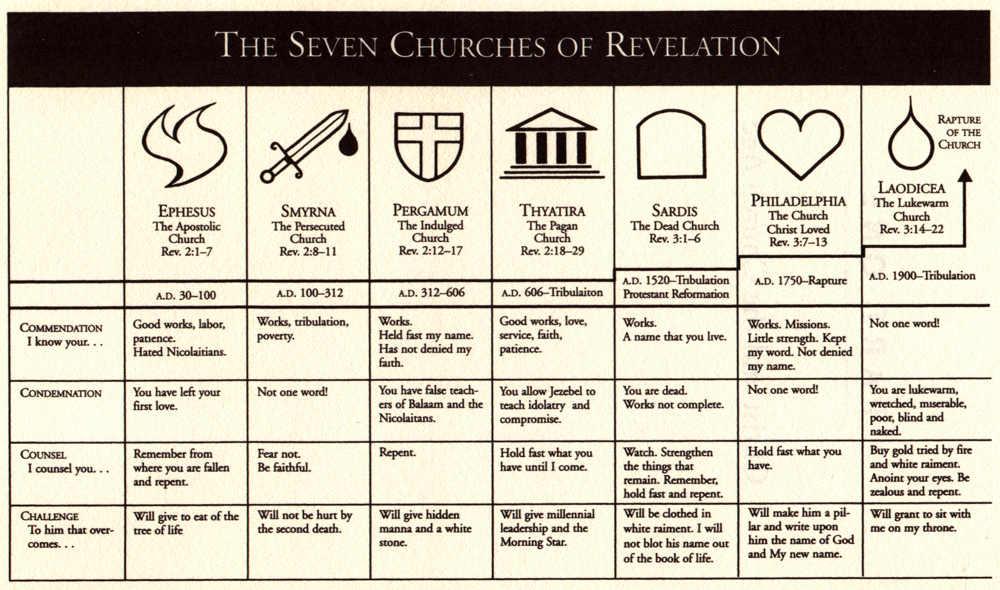 THE SEVEN CHURCHES OF REVELATION
RAPTURE
OF THE
CHURCH
EPHESUS
The Apostolic
Church
Rev. 2:1–7
SMYRNA
The Persecuted
Church
Rev. 2:8–11
PERGAMUM
The Indulged
Church
Rev. 2:12–17
THYATIRA
The Pagan
Church
Rev. 2:18–29
SARDIS
The Dead Church
Rev. 3:1–6
PHILADELPHIA
The Church
Christ Loved
Rev. 3:7–13
LAODICEA
The Lukewarm
Church
Rev. 3:14–22
A.D. 30–100
A.D. 100–312
A.D. 312–606
A.D. 606–Tribulaiton
A.D. 1520–Tribulation
Protestant Reformation
A.D. 1750–Rapture
A.D. 1900–Tribulation
COMMENDATION
I know your. . .
Good works, labor,
patience.
Hated Nicolaitians.
Works, tribulation,
poverty.
Works.
Held fast my name.
Has not denied my
faith.
Good works, love,
service, faith,
patience.
Works.
A name that you live.
Works. Missions.
Little strength. Kept
my word. Not denied
my name.
Not one word!
CONDEMNATION
You have left your
first love.
Not one word!
You have false teach-
ers of Balaam and the
Nicolaitans.
You allow Jezebel to
teach idolatry and
compromise.
You are dead.
Works not complete.
Not one word!
You are lukewarm,
wretched, miserable,
poor, blind and
naked.
COUNSEL
I counsel you. . .
Remember from
where you are fallen
and repent.
Fear not.
Be faithful.
Repent.
Hold fast what you
have until I come.
Watch. Strengthen
the things that
remain. Remember,
hold fast and repent.
Hold fast what you
have.
Buy gold tried by fire
and white raiment.
Anoint your eyes. Be
zealous and repent.
CHALLENGE
To him that over-
comes. . .
Will give to eat of the
tree of life
Will not be hurt by
the second death.
Will give hidden
manna and a white
stone.
Will give millennial
leadership and the
Morning Star.
Will be clothed in
white raiment. I will
not blot his name out
of the book of life.
Will make him a pil-
lar and write upon
him the name of God
and My new name.
Will grant to sit with
me on my throne.